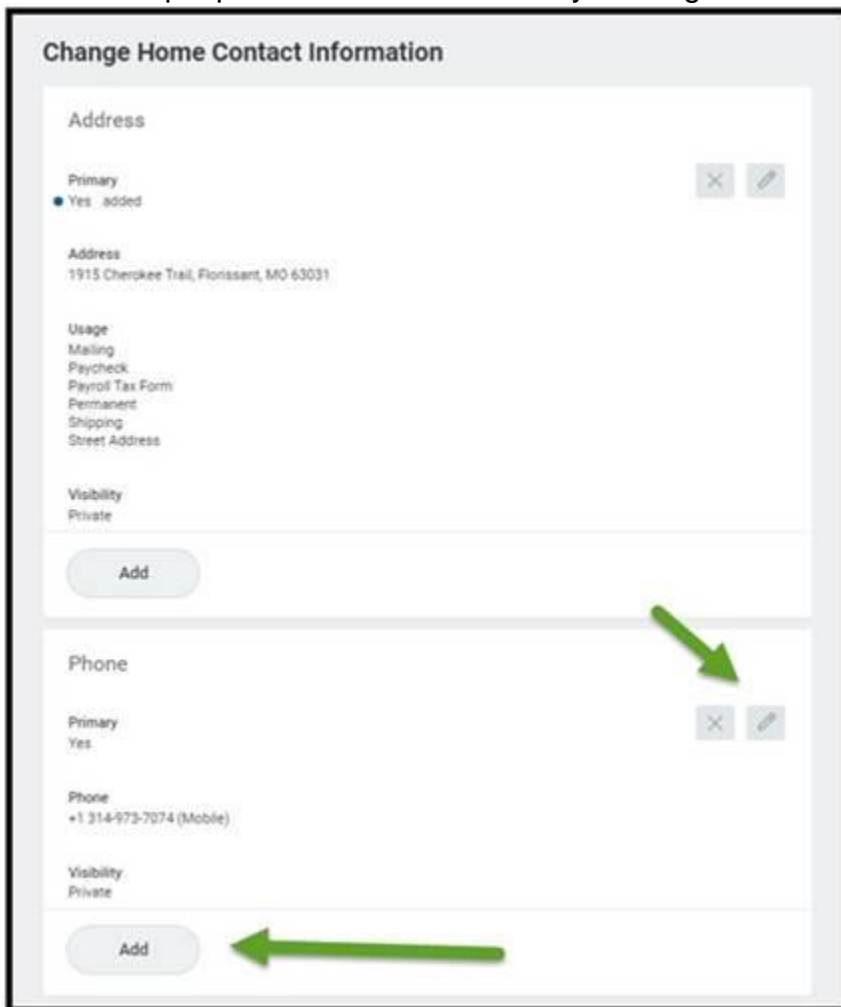 Change Home Contact Information
Address
Primary
Yes added
Address
1915 Cherokee Trail, Florissant, MO 63031
Usage
Mailing
Paycheck
Payroll Tax Form
Permanent
Shipping
Street Address
Visibility
Private
Add
Phone
Primary
Yes
Phone
+1 314-973-7074 (Mobile)
Visibility
Private
Add